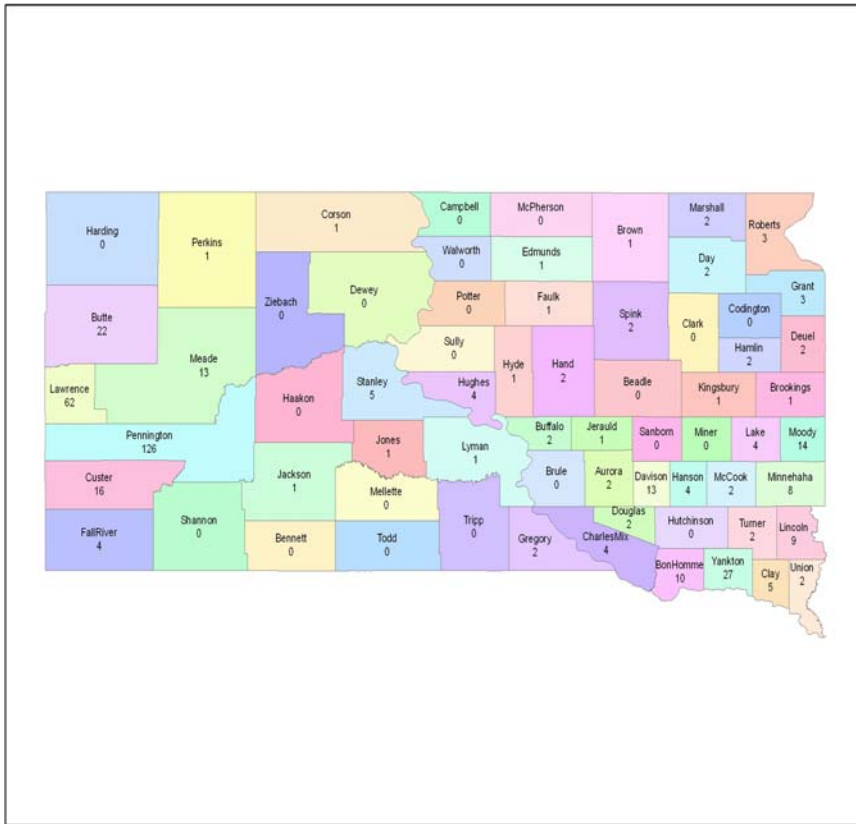 Harding
0
Perkins
1
Corson
1
Campbell
0
McPherson
0
Brown
1
Marshall
2
Roberts
3
Walworth
0
Edmunds
1
Day
2
Butte
22
Ziebach
0
Dewey
0
Potter
0
Faulk
1
Spink
2
Clark
0
Codington
0
Grant
3
Hamlin
2
Deuel
2
Meade
13
Sully
0
Hyde
1
Hand
2
Lawrence
62
Haakon
0
Stanley
5
Hughes
4
Beadle
0
Kingsbury
1
Brookings
1
Pennington
126
Jones
1
Lyman
1
Buffalo
2
Jerauld
1
Sanborn
0
Miner
0
Lake
4
Moody
14
Custer
16
Jackson
1
Mellette
0
Brule
0
Aurora
2
Davison
13
Hanson
4
McCook
2
Minnehaha
8
FallRiver
4
Shannon
0
Bennett
0
Todd
0
Tripp
0
Gregory
2
CharlesMix
4
Douglas
2
Hutchinson
0
Turner
2
Lincoln
9
BonHomme
10
Yankton
27
Clay
5
Union
2